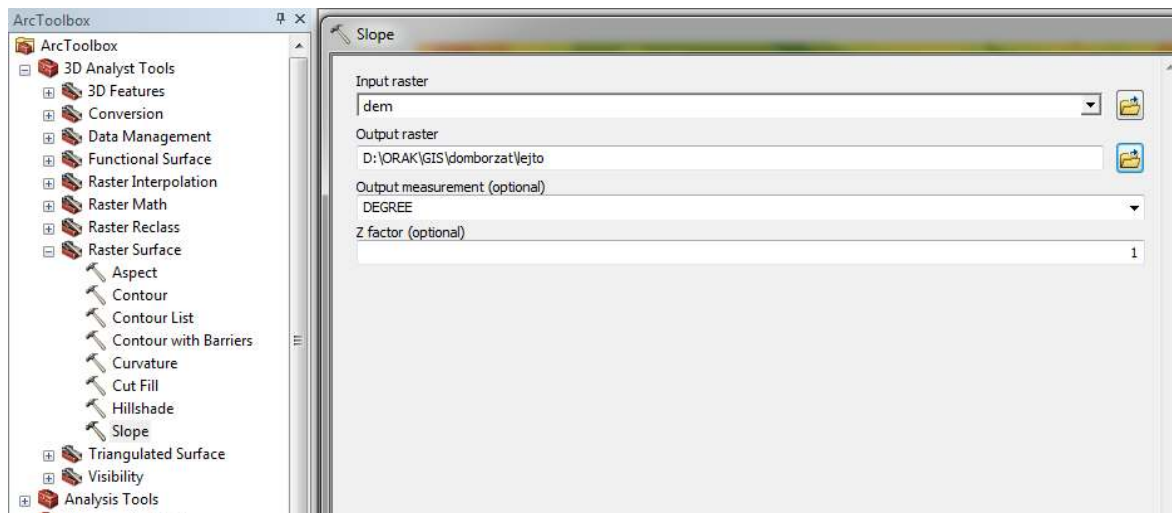 ArcToolbox
ArcToolbox
3D Analyst Tools
3D Features
Conversion
Data Management
Functional Surface
Raster Interpolation
Raster Math
Raster Reclass
Raster Surface
Aspect
Contour
Contour List
Contour with Barriers
Curvature
Cut Fill
Hillshade
Slope
Triangulated Surface
Visibility
Analysis Tools
Slope
Input raster
dem
Output raster
D:\ORAK\GIS\domborzat\lejto
Output measurement (optional)
DEGREE
Z factor (optional)
1